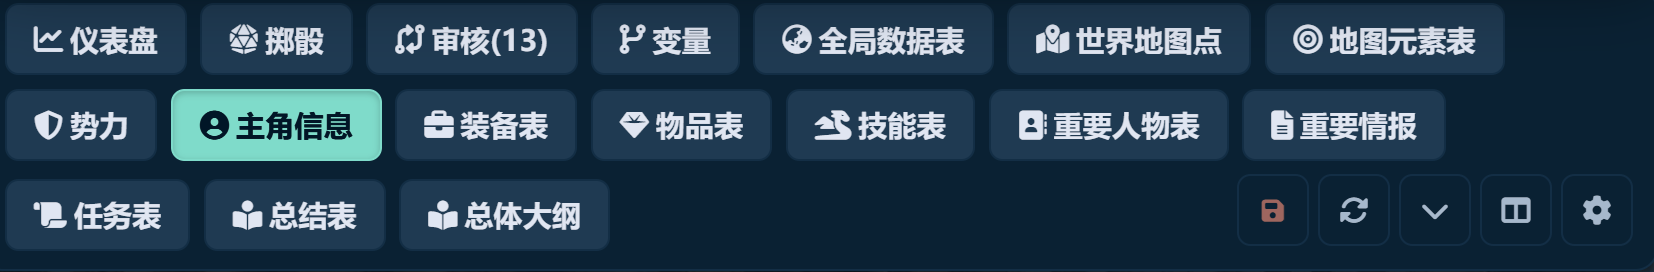 仪表盘 掷骰 审核(13) 变量 全局数据表 世界地图点 地图元素表
势力 主角信息 装备表 物品表 技能表 重要人物表 重要情报
任务表 总结表 总体大纲